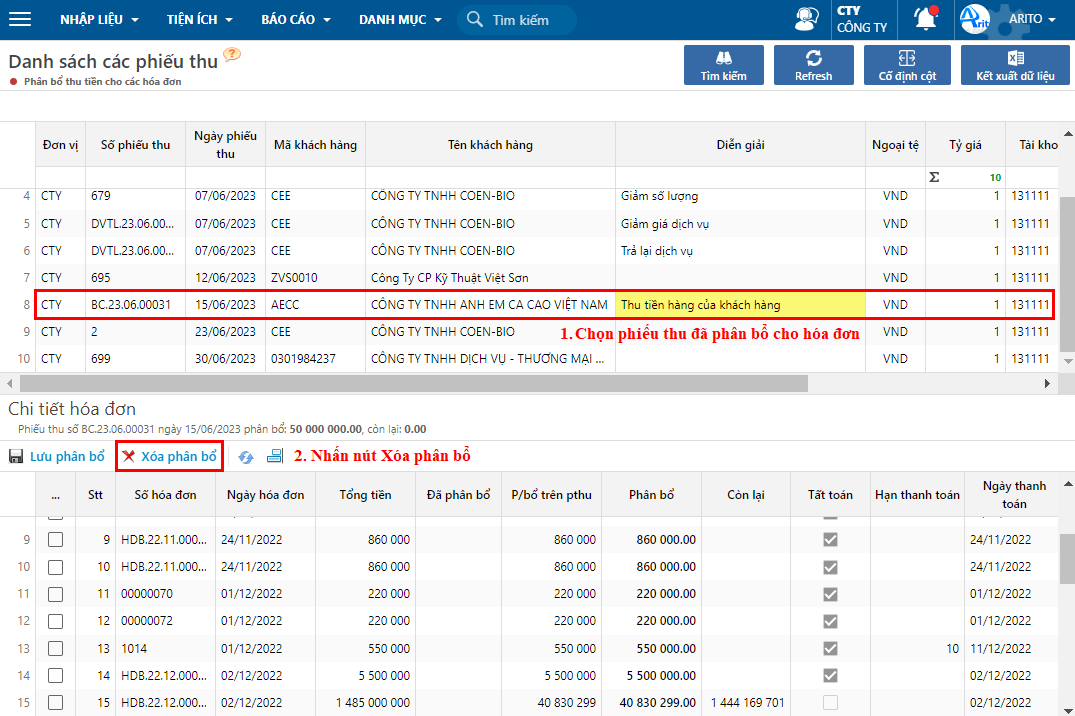 NHẬP LIỆU TIỆN ÍCH BÁO CÁO DANH MỤC Tìm kiếm CTY CÔNG TY Arito ARITO
Danh sách các phiếu thu ?
Phân bổ thu tiền cho các hóa đơn
Tìm kiếm Refresh Cố định cột Kết xuất dữ liệu
Đơn vị Số phiếu thu Ngày phiếu thu Mã khách hàng Tên khách hàng Diễn giải Ngoại tệ Tỷ giá Tài kho
Σ 10
4 CTY 679 07/06/2023 CEE CÔNG TY TNHH COEN-BIO Giảm số lượng VND 1 131111
5 CTY DVTL.23.06.00... 07/06/2023 CEE CÔNG TY TNHH COEN-BIO Giảm giá dịch vụ VND 1 131111
6 CTY DVTL.23.06.00... 07/06/2023 CEE CÔNG TY TNHH COEN-BIO Trả lại dịch vụ VND 1 131111
7 CTY 695 12/06/2023 ZVS0010 Công Ty CP Kỹ Thuật Việt Sơn VND 1 131111
8 CTY BC.23.06.00031 15/06/2023 AECC CÔNG TY TNHH ANH EM CA CAO VIỆT NAM Thu tiền hàng của khách hàng VND 1 131111
9 CTY 2 23/06/2023 CEE CÔNG TY TNHH COEN-BIO VND 1 131111
1. Chọn phiếu thu đã phân bổ cho hóa đơn
10 CTY 699 30/06/2023 0301984237 CÔNG TY TNHH DỊCH VỤ - THƯƠNG MẠI ... VND 1 131111
Chi tiết hóa đơn
Phiếu thu số BC.23.06.00031 ngày 15/06/2023 phân bổ: 50 000 000.00, còn lại: 0.00
Lưu phân bổ Xóa phân bổ 2. Nhấn nút Xóa phân bổ
... Stt Số hóa đơn Ngày hóa đơn Tổng tiền Đã phân bổ P/bổ trên pthu Phân bổ Còn lại Tất toán Hạn thanh toán Ngày thanh toán
9 9 HDB.22.11.000... 24/11/2022 860 000 860 000 860 000.00 24/11/2022
10 10 HDB.22.11.000... 24/11/2022 860 000 860 000 860 000.00 24/11/2022
11 11 00000070 01/12/2022 220 000 220 000 220 000.00 01/12/2022
12 12 00000072 01/12/2022 220 000 220 000 220 000.00 01/12/2022
13 13 1014 01/12/2022 550 000 550 000 550 000.00 10 11/12/2022
14 14 HDB.22.12.000... 02/12/2022 5 500 000 5 500 000 5 500 000.00 02/12/2022
15 15 HDB.22.12.000... 02/12/2022 1 485 000 000 40 830 299 40 830 299.00 1 444 169 701 02/12/2022